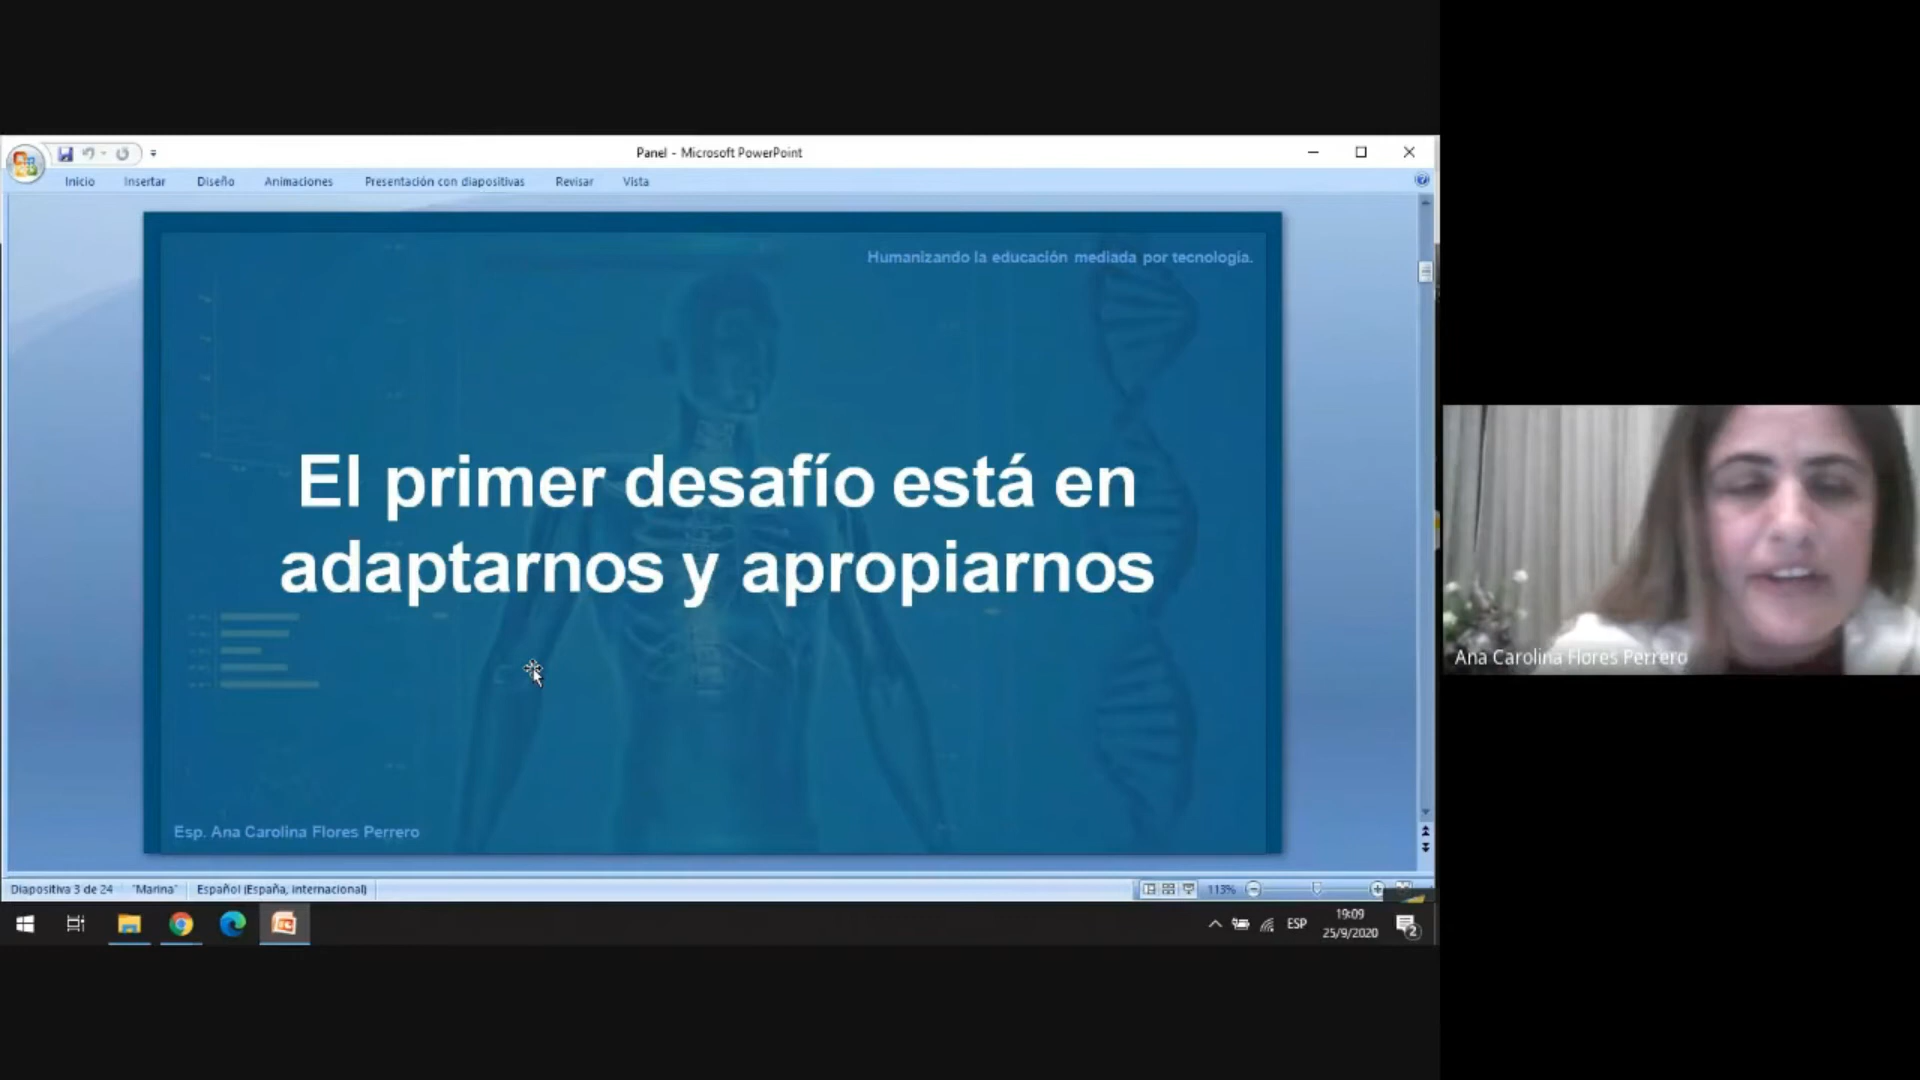 Panel - Microsoft PowerPoint
Inicio Insertar Diseño Animaciones Presentación con diapositivas Revisar Vista
Humanizando la educación mediada por tecnología.
El primer desafío está en
adaptarnos y apropiarnos
Esp. Ana Carolina Flores Perrero
Ana Carolina Flores Perrero
Diapositiva 3 de 24 "Marina" Español (España, internacional) 113%
ESP
19:09
25/9/2020
2